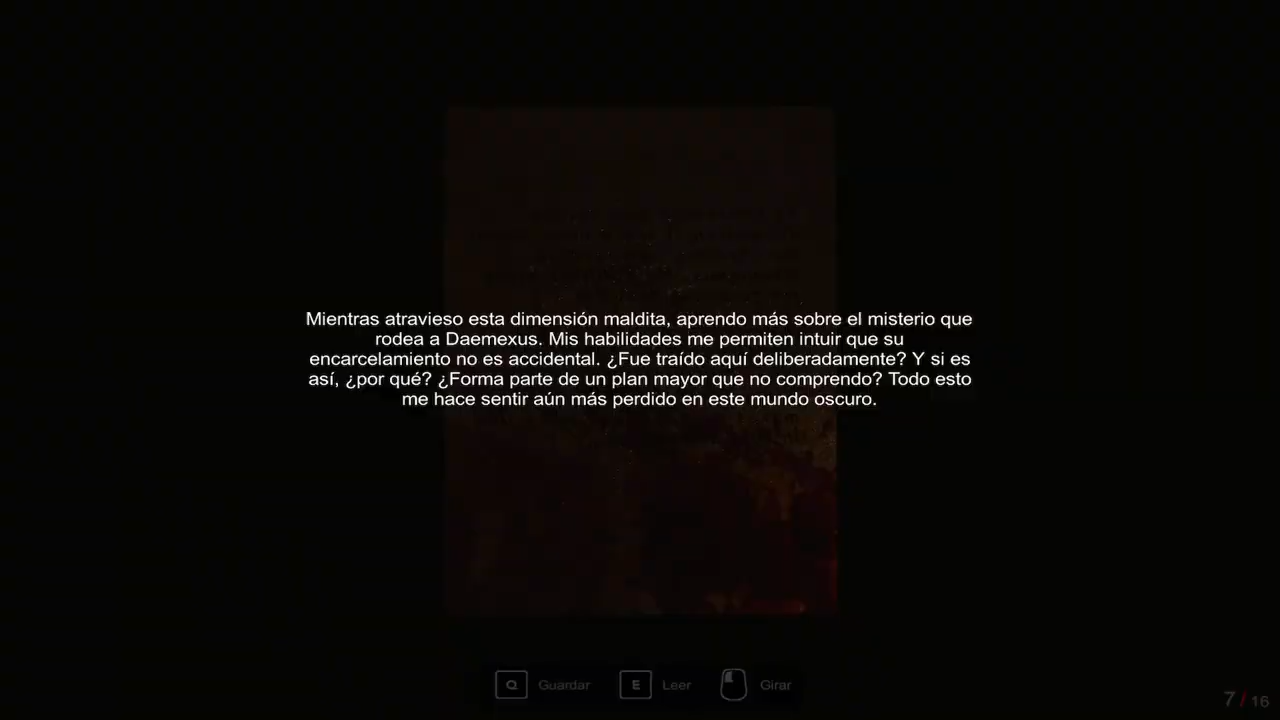 Mientras atravieso esta dimensión maldita, aprendo más sobre el misterio que
rodea a Daemexus. Mis habilidades me permiten intuir que su
encarcelamiento no es accidental. ¿Fue traído aquí deliberadamente? Y si es
así, ¿por qué? ¿Forma parte de un plan mayor que no comprendo? Todo esto
me hace sentir aún más perdido en este mundo oscuro.
Q Guardar E Leer Girar
7 / 16